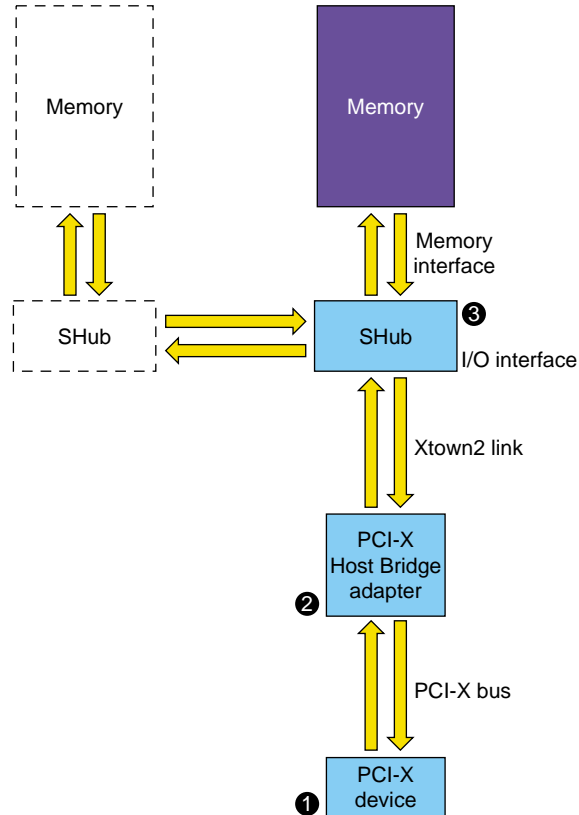 Memory
Memory
Memory
interface
SHub
SHub
3
I/O interface
Xtown2 link
PCI-X
Host Bridge
adapter
2
PCI-X bus
PCI-X
device
1